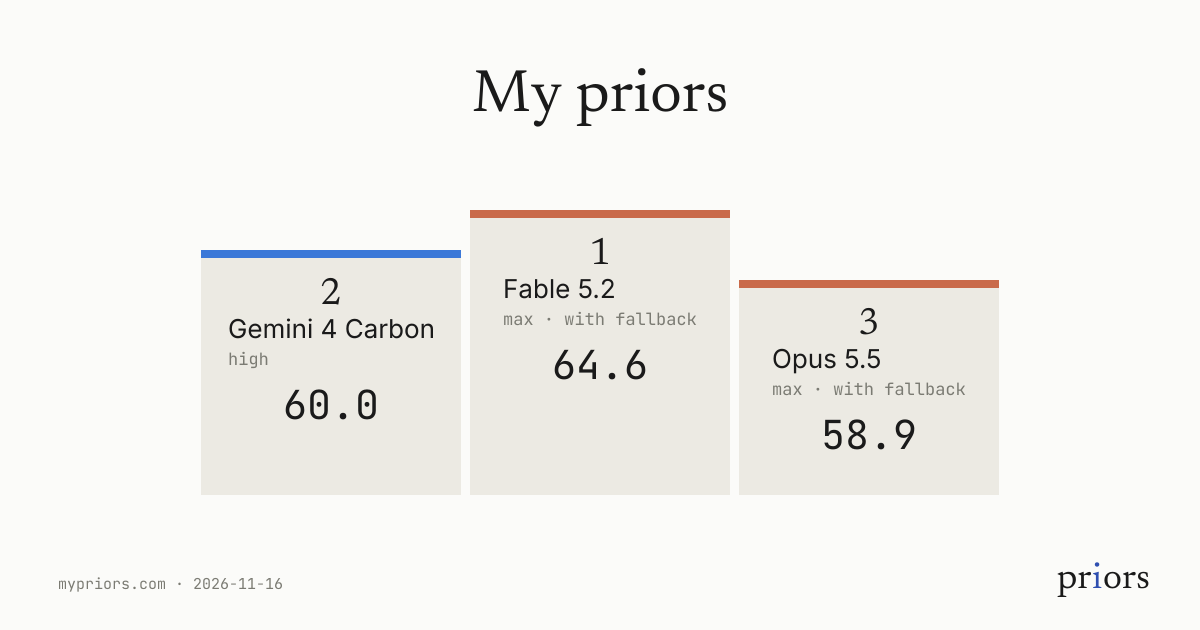 My priors
2
Gemini 4 Carbon
high
60.0
1
Fable 5.2
max · with fallback
64.6
3
Opus 5.5
max · with fallback
58.9
mypriors.com · 2026-11-16
priors